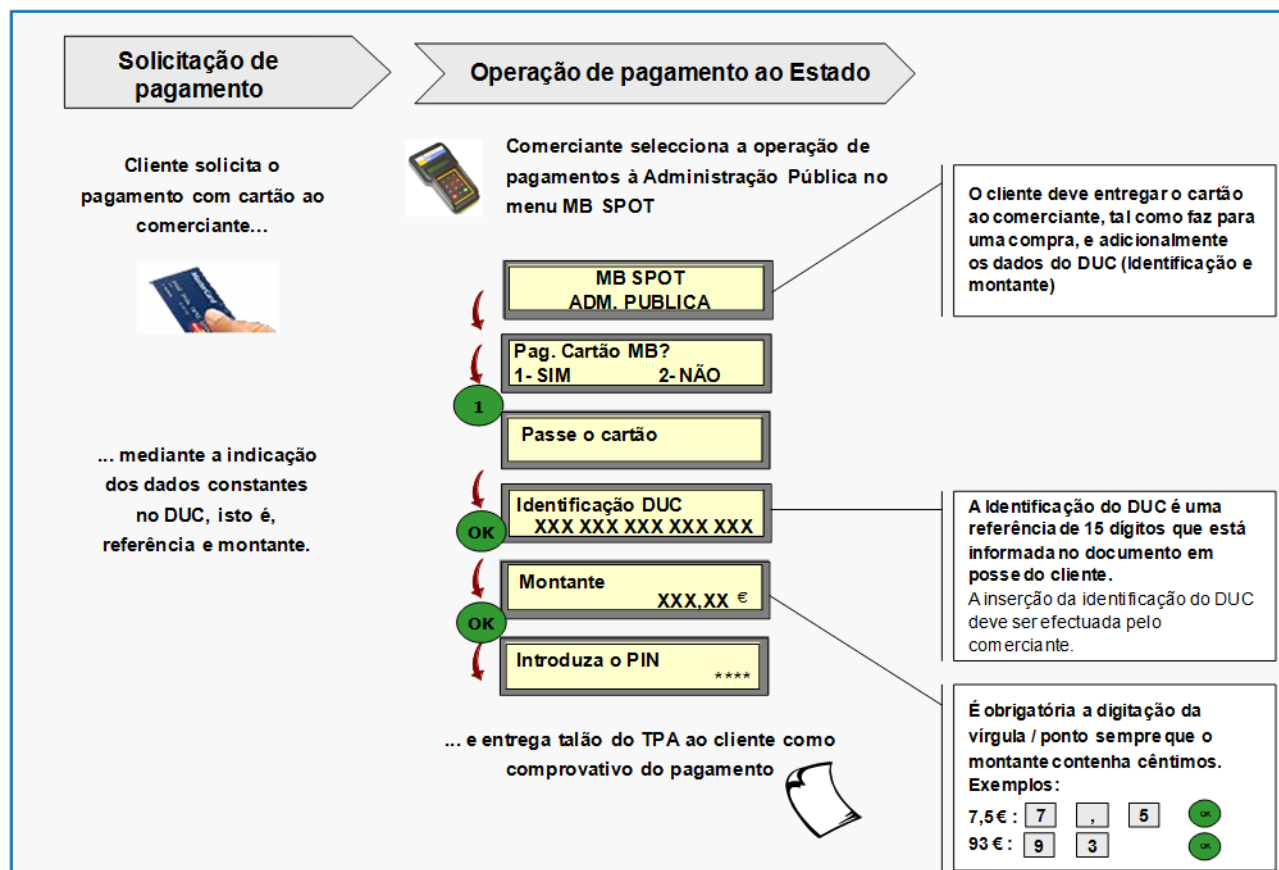 Solicitação de
pagamento
Operação de pagamento ao Estado
Cliente solicita o
pagamento com cartão ao
comerciante...
MasterCard
... mediante a indicação
dos dados constantes
no DUC, isto é,
referência e montante.
Comerciante selecciona a operação de
pagamentos à Administração Pública no
menu MB SPOT
MB SPOT
ADM. PUBLICA
Pag. Cartão MB?
1- SIM 2- NÃO
1
Passe o cartão
Identificação DUC
XXX XXX XXX XXX XXX
OK
Montante
XXX,XX €
OK
Introduza o PIN
****
... e entrega talão do TPA ao cliente como
comprovativo do pagamento
O cliente deve entregar o cartão
ao comerciante, tal como faz para
uma compra, e adicionalmente
os dados do DUC (Identificação e
montante)
A Identificação do DUC é uma
referência de 15 dígitos que está
informada no documento em
posse do cliente.
A inserção da identificação do DUC
deve ser efectuada pelo
comerciante.
É obrigatória a digitação da
vírgula / ponto sempre que o
montante contenha cêntimos.
Exemplos:
7,5 € : 7 , 5 OK
93 € : 9 3 OK